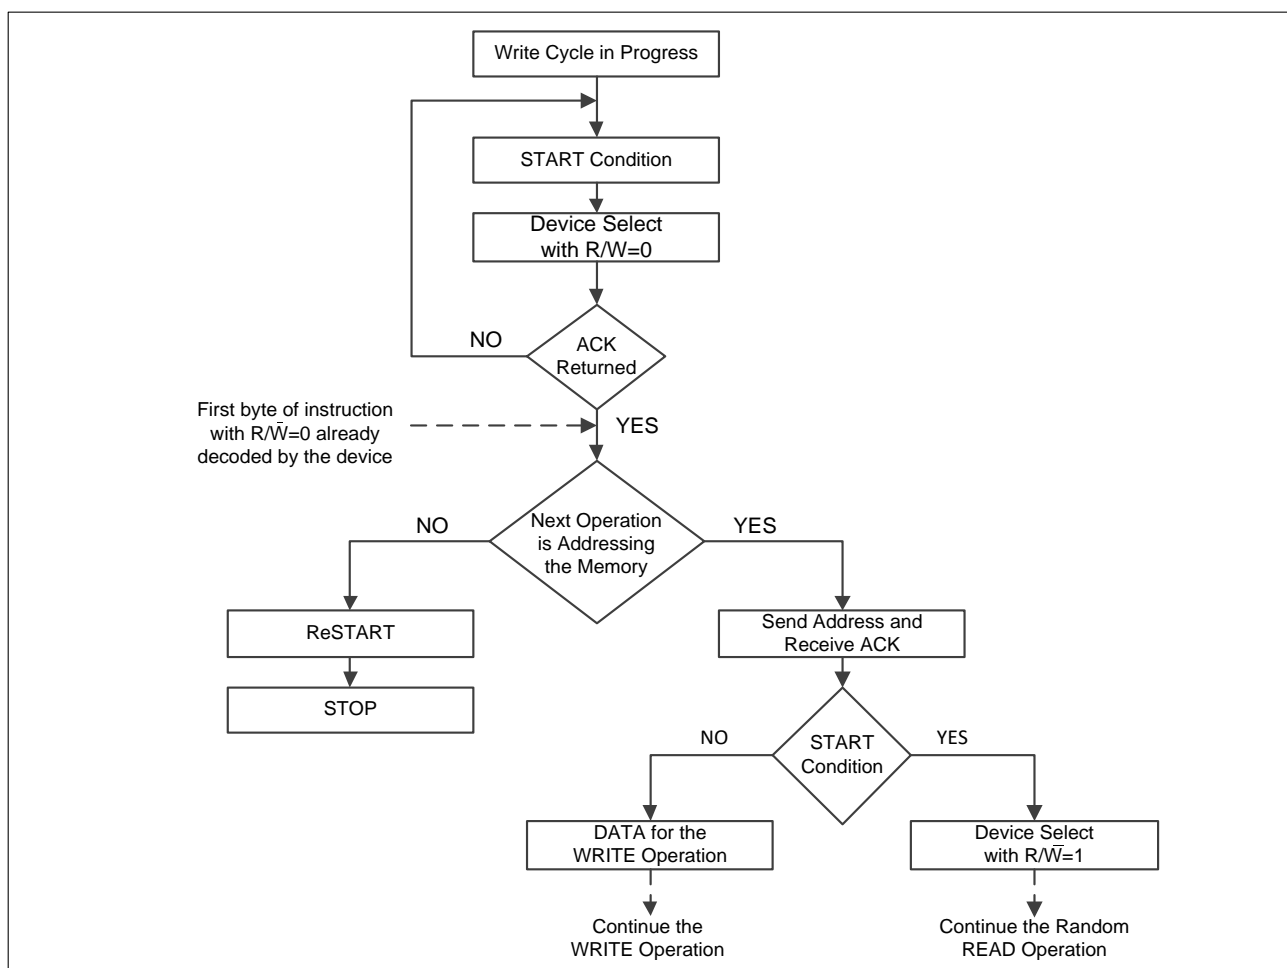 Write Cycle in Progress
START Condition
Device Select
with R/W=0
NO
ACK
Returned
First byte of instruction
with R/W̅=0 already
decoded by the device
YES
NO
Next Operation
is Addressing
the Memory
YES
ReSTART
Send Address and
Receive ACK
STOP
NO
START
Condition
YES
DATA for the
WRITE Operation
Device Select
with R/W̅=1
Continue the
WRITE Operation
Continue the Random
READ Operation